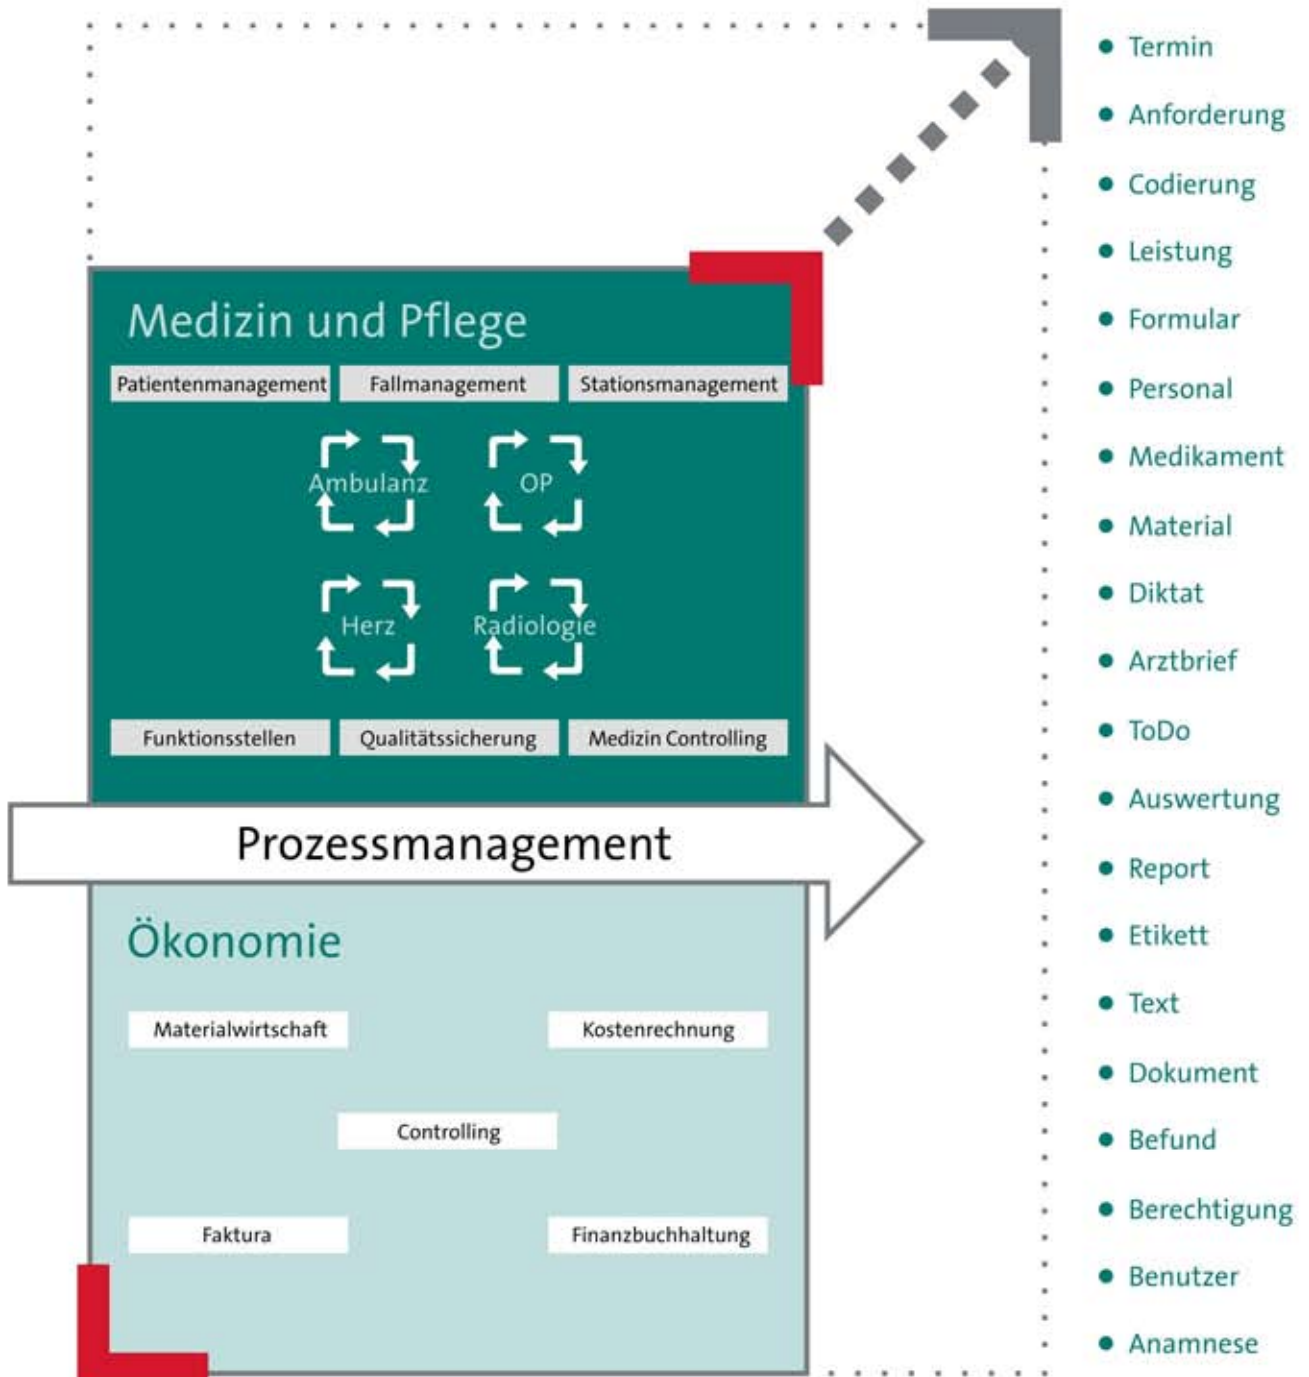 Medizin und Pflege
Patientenmanagement
Fallmanagement
Stationsmanagement
Ambulanz
OP
Herz
Radiologie
Funktionsstellen
Qualitätssicherung
Medizin Controlling
Prozessmanagement
Ökonomie
Materialwirtschaft
Kostenrechnung
Controlling
Faktura
Finanzbuchhaltung
Termin
Anforderung
Codierung
Leistung
Formular
Personal
Medikament
Material
Diktat
Arztbrief
ToDo
Auswertung
Report
Etikett
Text
Dokument
Befund
Berechtigung
Benutzer
Anamnese